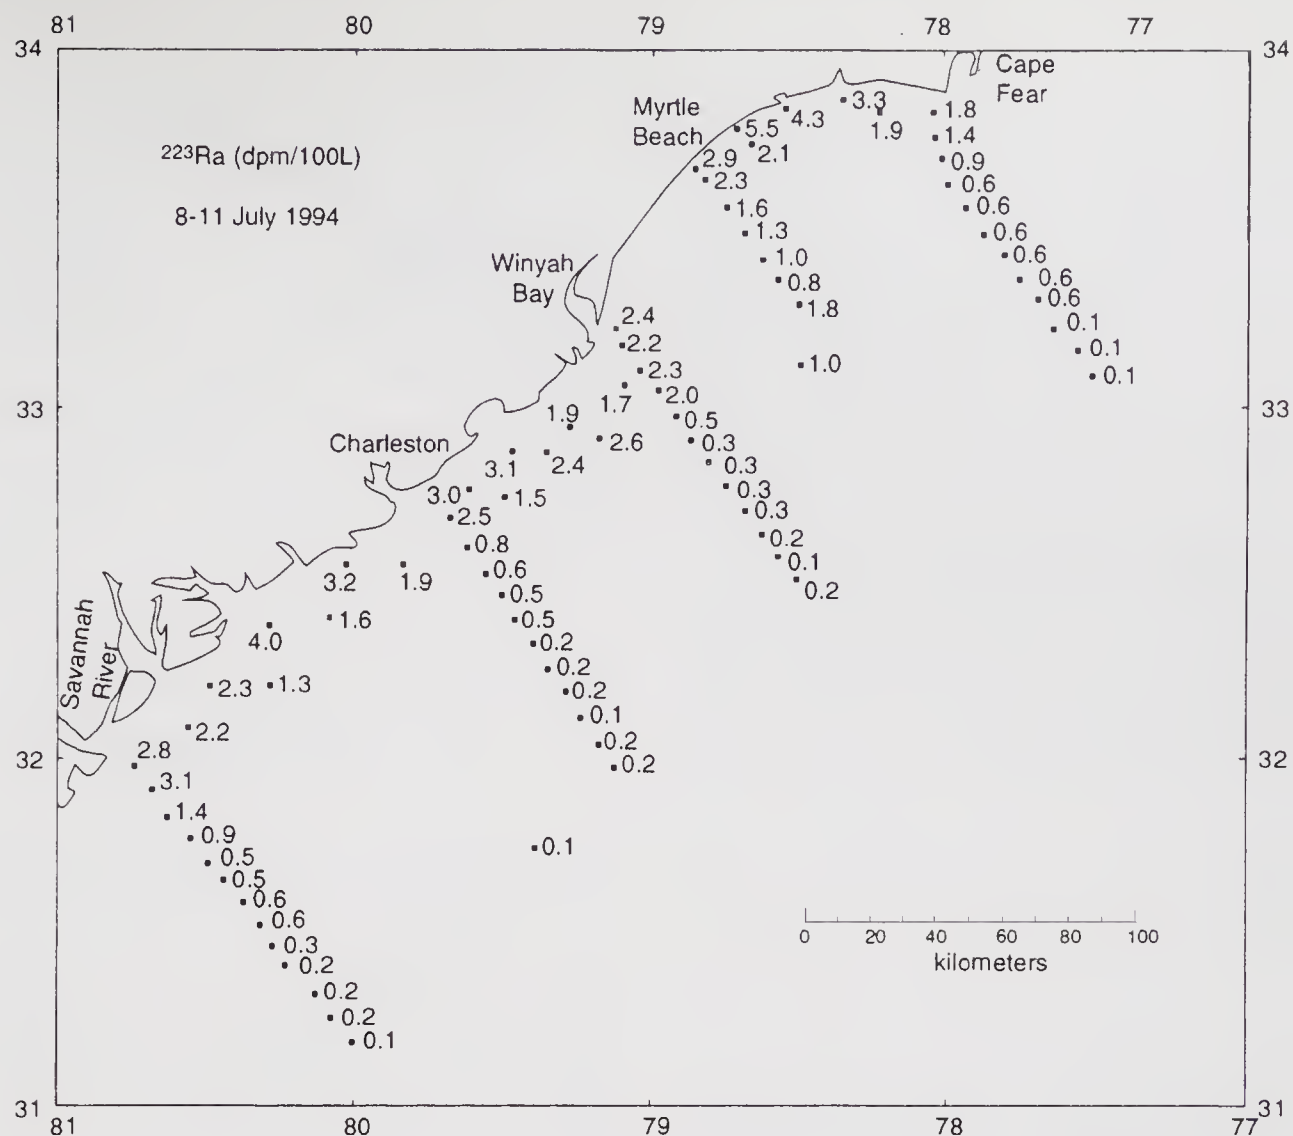 81 80 79 78 77
34 34
Cape
Fear
Myrtle
Beach
3.3 1.8
4.3 1.9
5.5 1.4
2.1 0.9
²²³Ra (dpm/100L)
2.9
2.3 0.6
1.6 0.6
8-11 July 1994
1.3 0.6
0.6
Winyah
Bay
1.0
0.8 0.6
1.8 0.6
2.4 0.1
2.2 0.1
1.0
2.3 0.1
2.0
33 33
1.7
1.9 0.5
Charleston
2.6 0.3
3.1 2.4 0.3
3.0 1.5 0.3
2.5 0.3
0.8 0.2
0.1
3.2 1.9 0.6
0.2
0.5
1.6 0.5
4.0
0.2
Savannah
River
0.2
2.3 1.3
0.2
0.1
2.2
2.8 0.2
32 32
0.2
3.1
1.4
0.9 0.1
0.5
0.5
0.6
0.6
0.3
0 20 40 60 80 100
kilometers
0.2
0.2
0.2
0.1
31 31
81 80 79 78 77